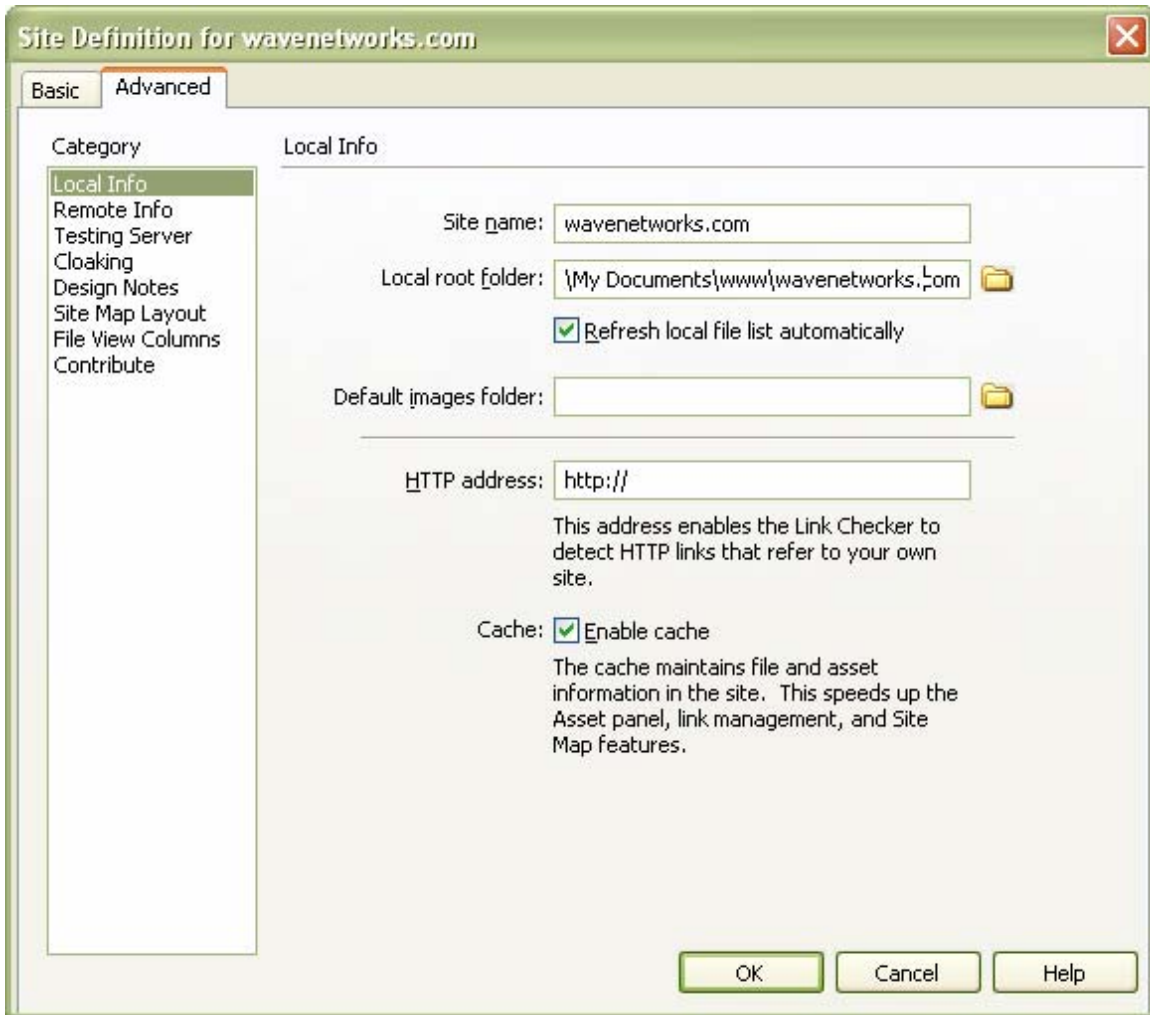 Site Definition for wavenetworks.com
Basic
Advanced
Category
Local Info
Remote Info
Testing Server
Cloaking
Design Notes
Site Map Layout
File View Columns
Contribute
Local Info
Site name: wavenetworks.com
Local root folder: \My Documents\www\wavenetworks.com
Refresh local file list automatically
Default images folder:
HTTP address: http://
This address enables the Link Checker to
detect HTTP links that refer to your own
site.
Cache: Enable cache
The cache maintains file and asset
information in the site. This speeds up the
Asset panel, link management, and Site
Map features.
OK
Cancel
Help